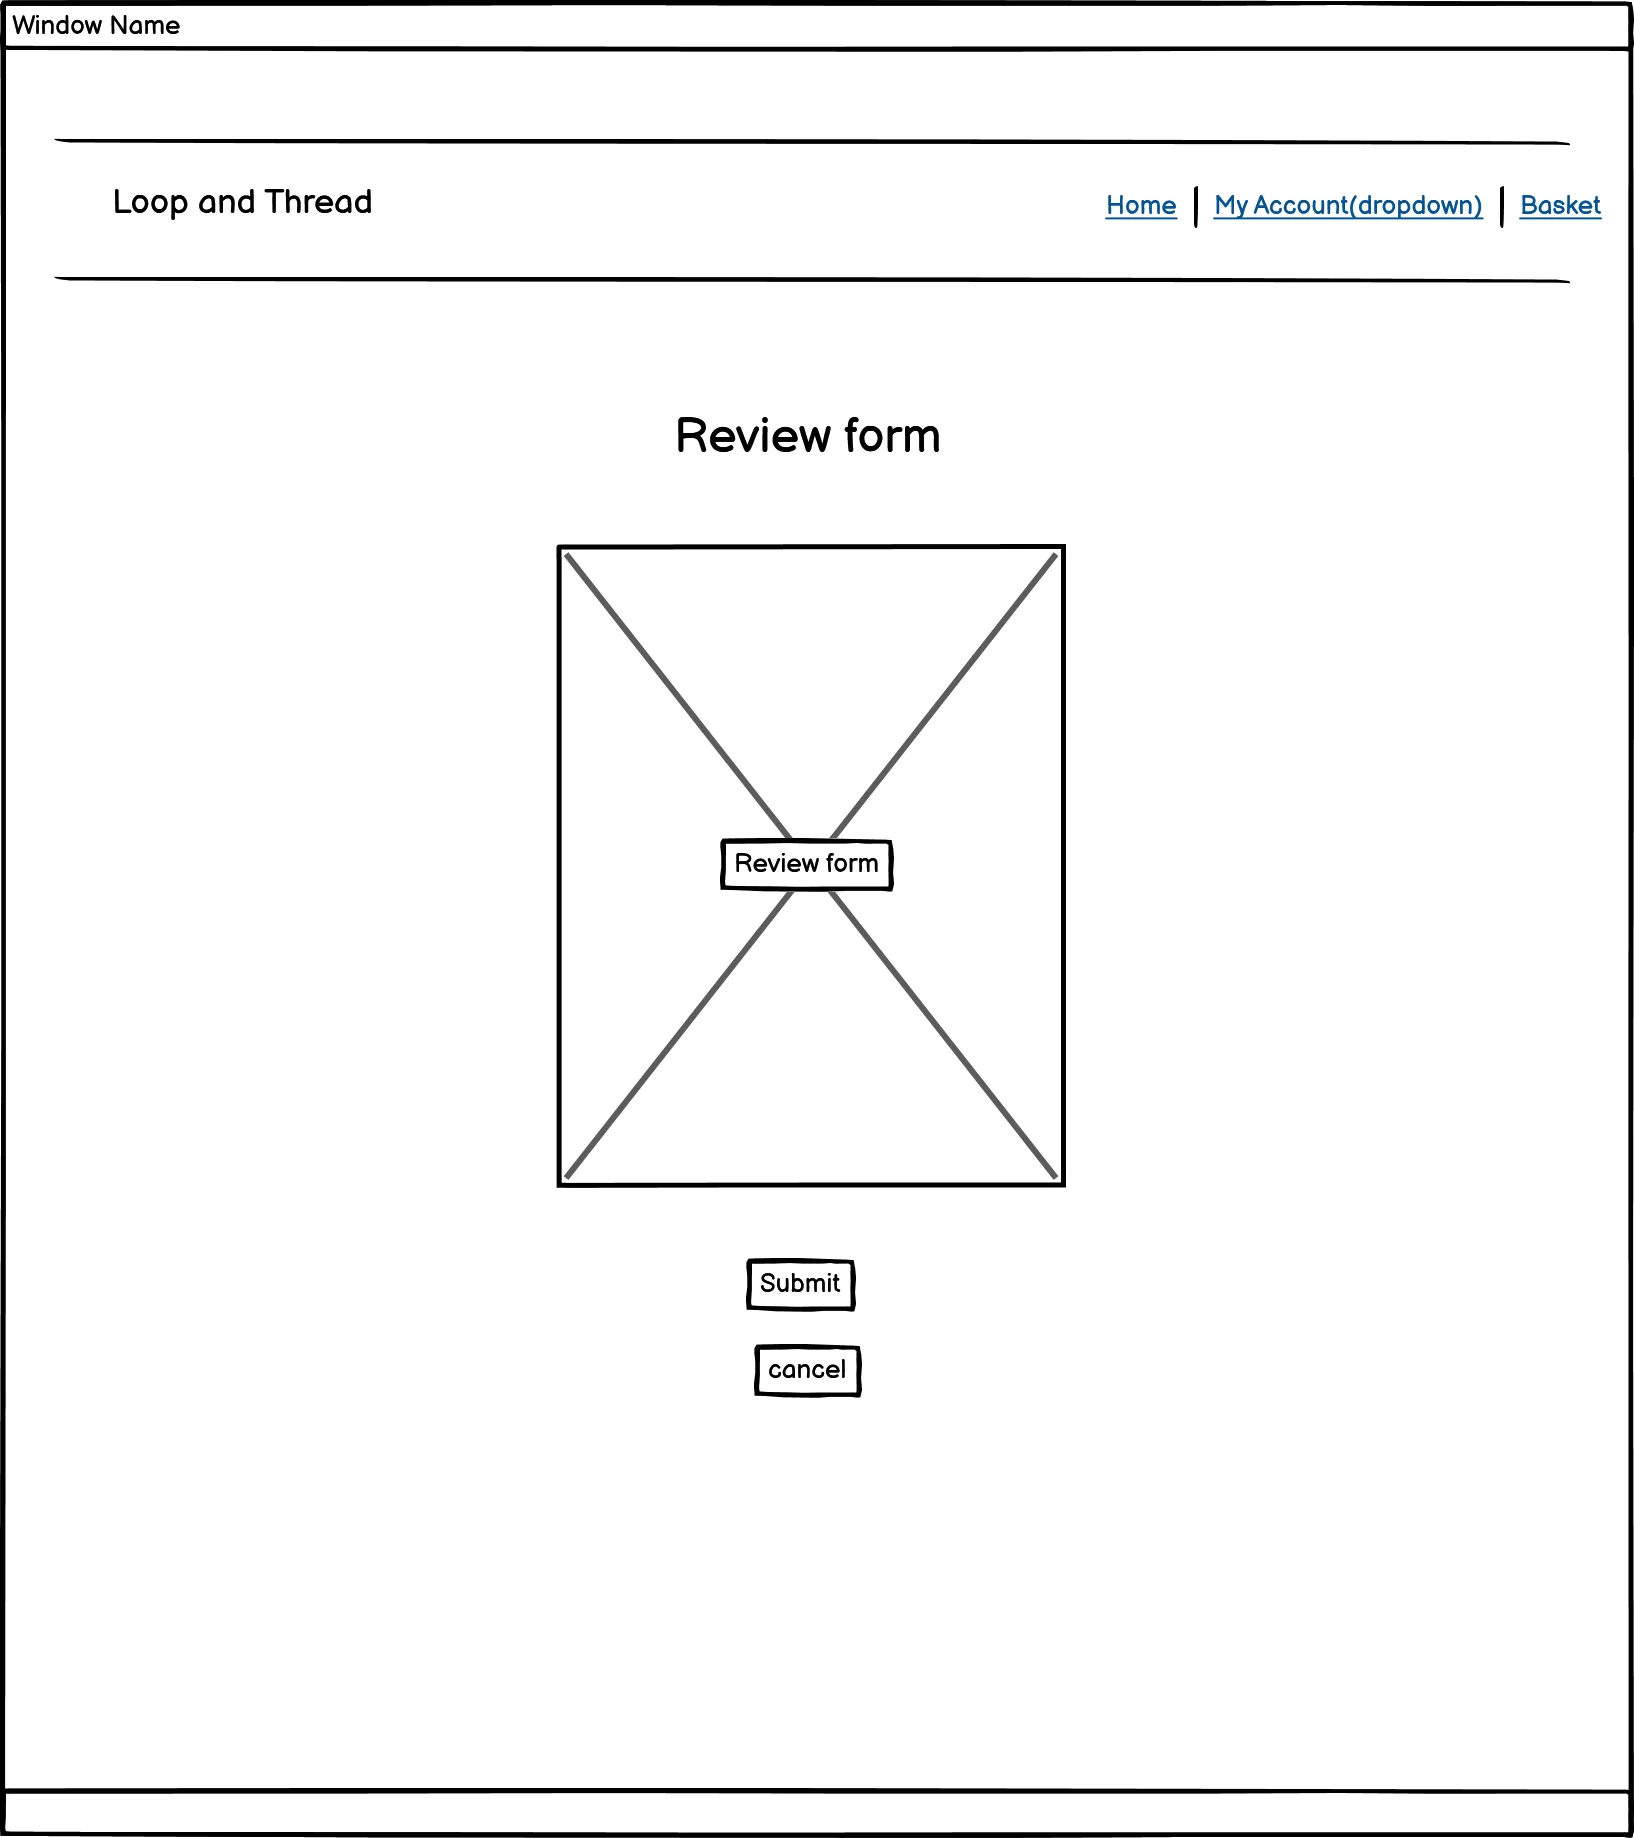 Window Name
Loop and Thread
Home | My Account(dropdown) | Basket
Review form
Review form
Submit
cancel